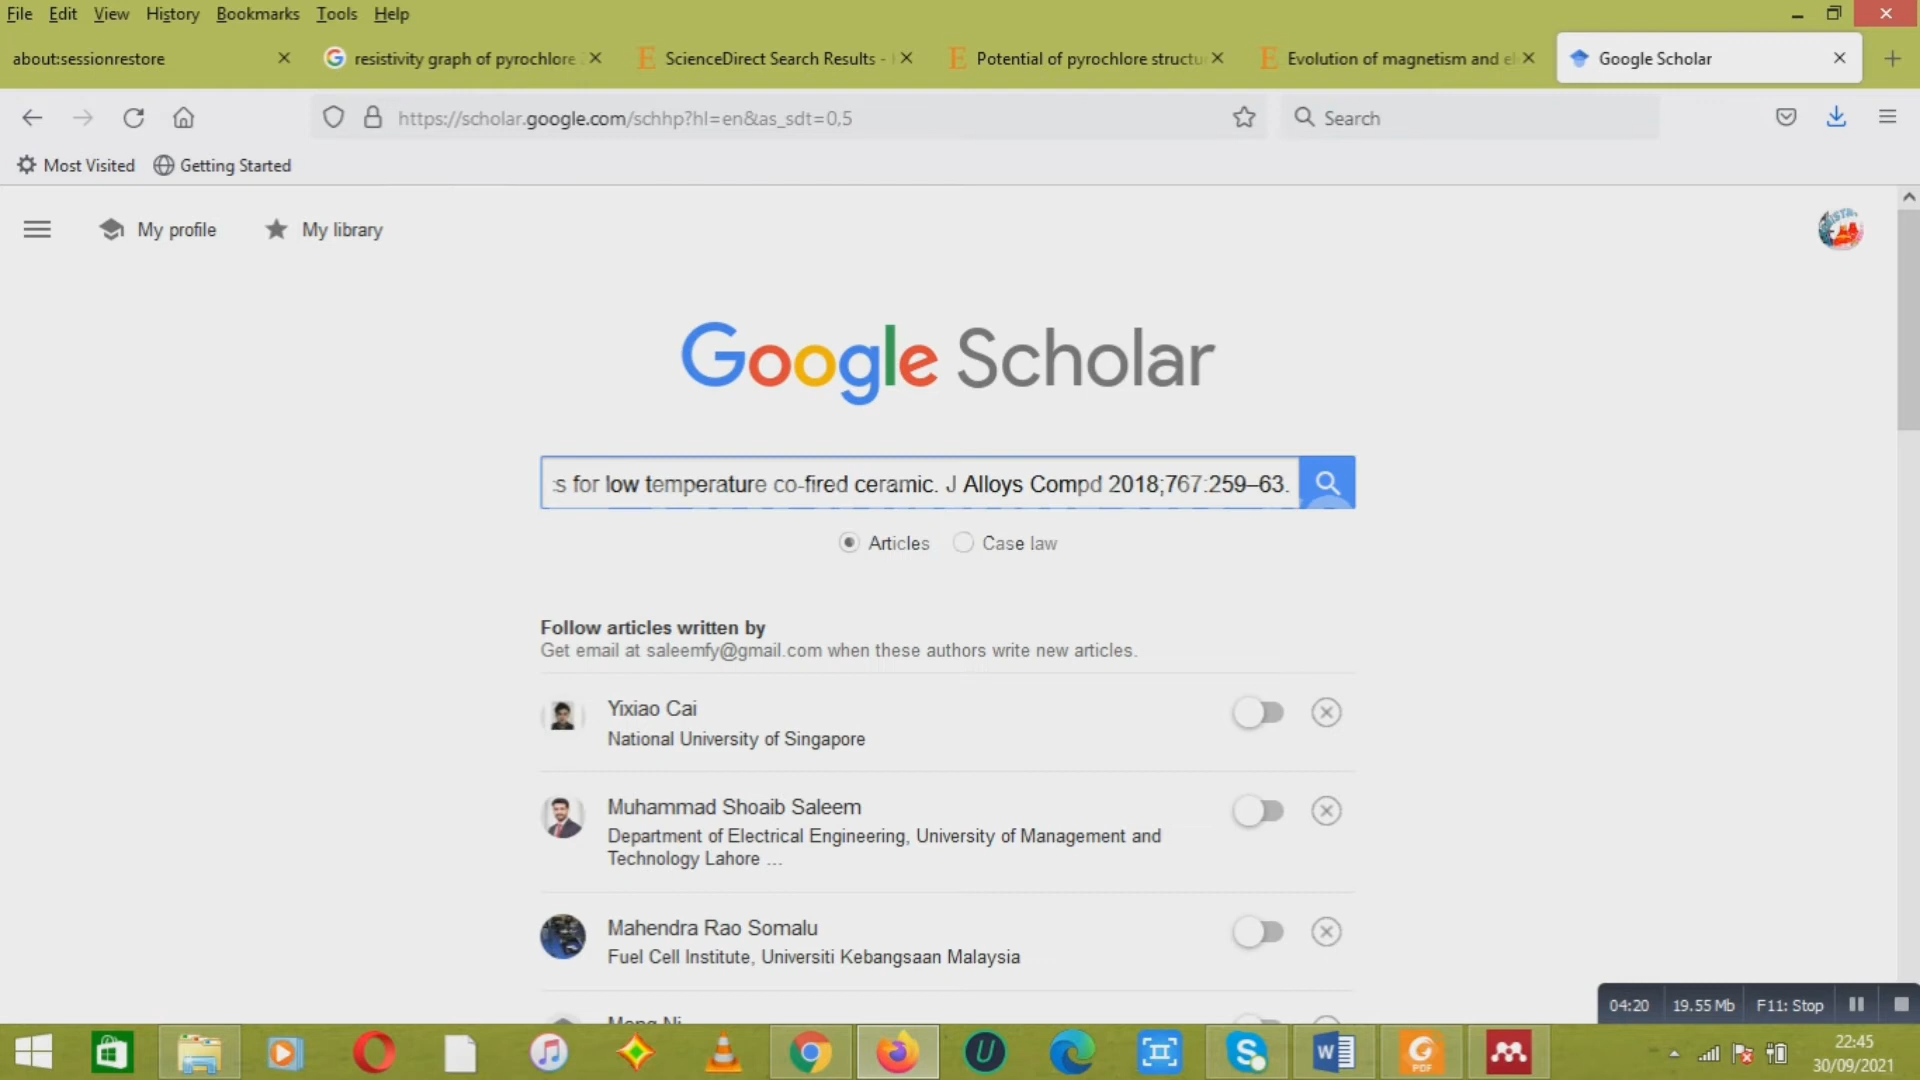 File Edit View History Bookmarks Tools Help
about:sessionrestore
resistivity graph of pyrochlore
ScienceDirect Search Results -
Potential of pyrochlore structu
Evolution of magnetism and el
Google Scholar
https://scholar.google.com/schhp?hl=en&as_sdt=0,5
Search
Most Visited Getting Started
My profile My library
Google Scholar
s for low temperature co-fired ceramic. J Alloys Compd 2018;767:259–63.
Articles Case law
Follow articles written by
Get email at saleemfy@gmail.com when these authors write new articles.
Yixiao Cai
National University of Singapore
Muhammad Shoaib Saleem
Department of Electrical Engineering, University of Management and
Technology Lahore ...
Mahendra Rao Somalu
Fuel Cell Institute, Universiti Kebangsaan Malaysia
04:20 19.55 Mb F11: Stop
22:45
30/09/2021